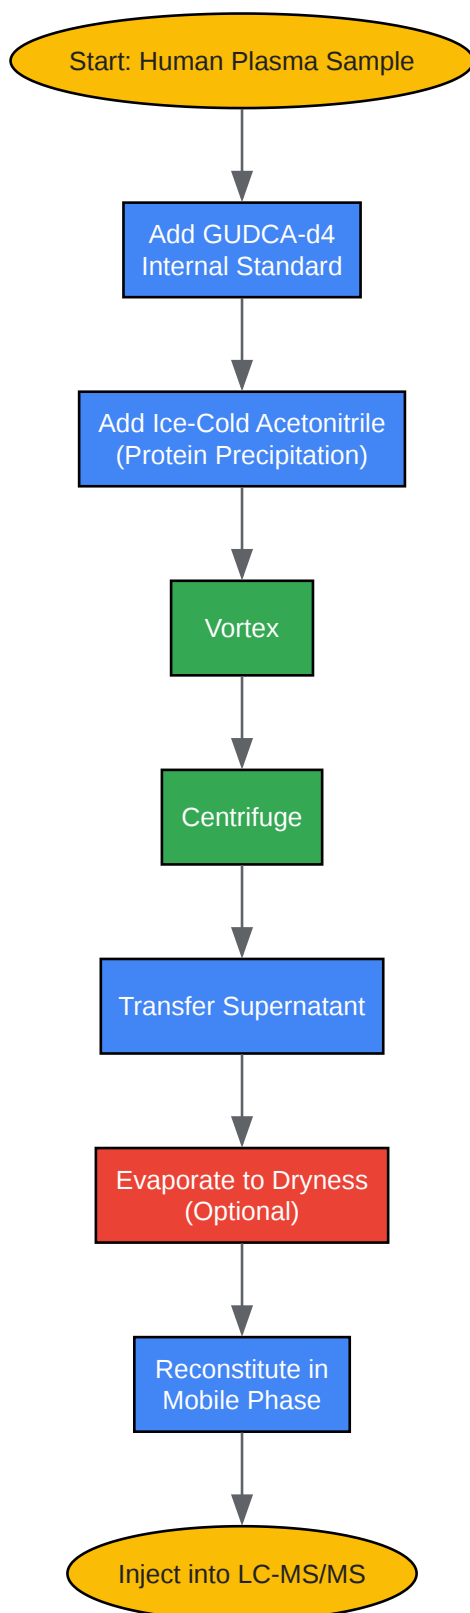 Start: Human Plasma Sample
Add GUDCA-d4
Internal Standard
Add Ice-Cold Acetonitrile
(Protein Precipitation)
Vortex
Centrifuge
Transfer Supernatant
Evaporate to Dryness
(Optional)
Reconstitute in
Mobile Phase
Inject into LC-MS/MS